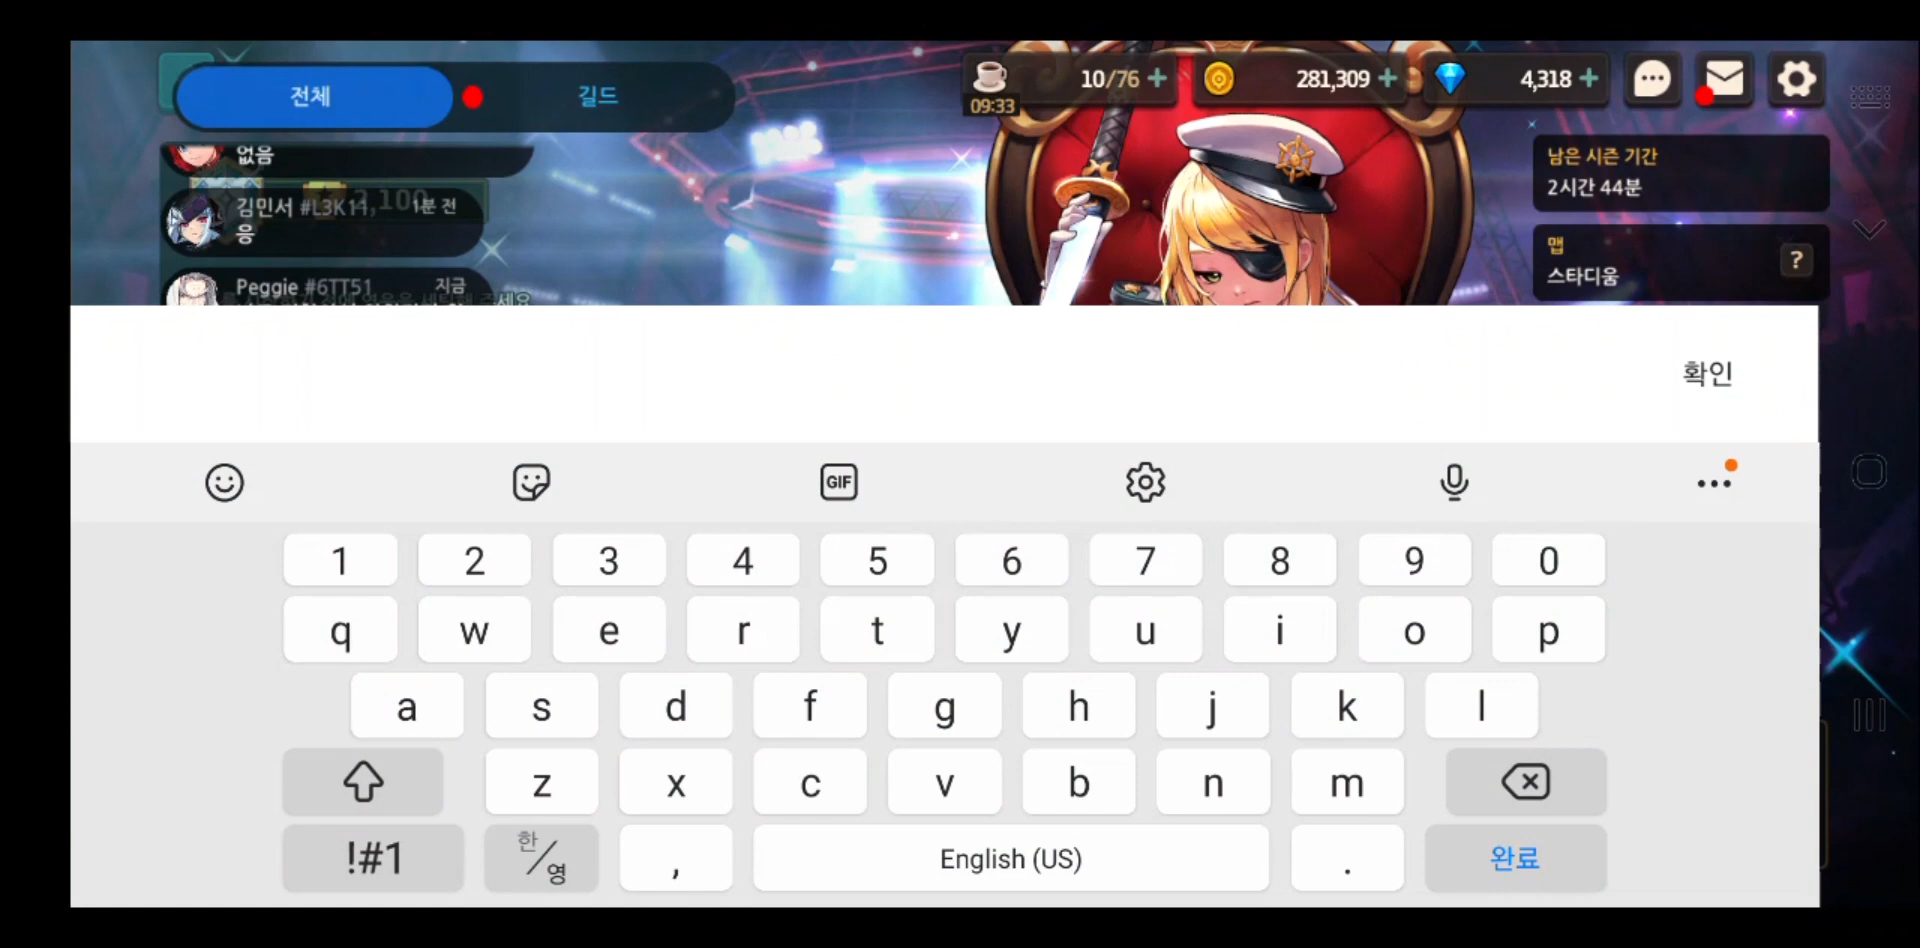 전체
길드
10/76
09:33
281,309
4,318
없음
김민서 #L3K11 1분 전
응
Peggie #6TT51 지금
남은 시즌 기간
2시간 44분
맵
스타디움
?
확인
GIF
1 2 3 4 5 6 7 8 9 0
q w e r t y u i o p
a s d f g h j k l
z x c v b n m
!#1 한/영 , English (US) . 완료